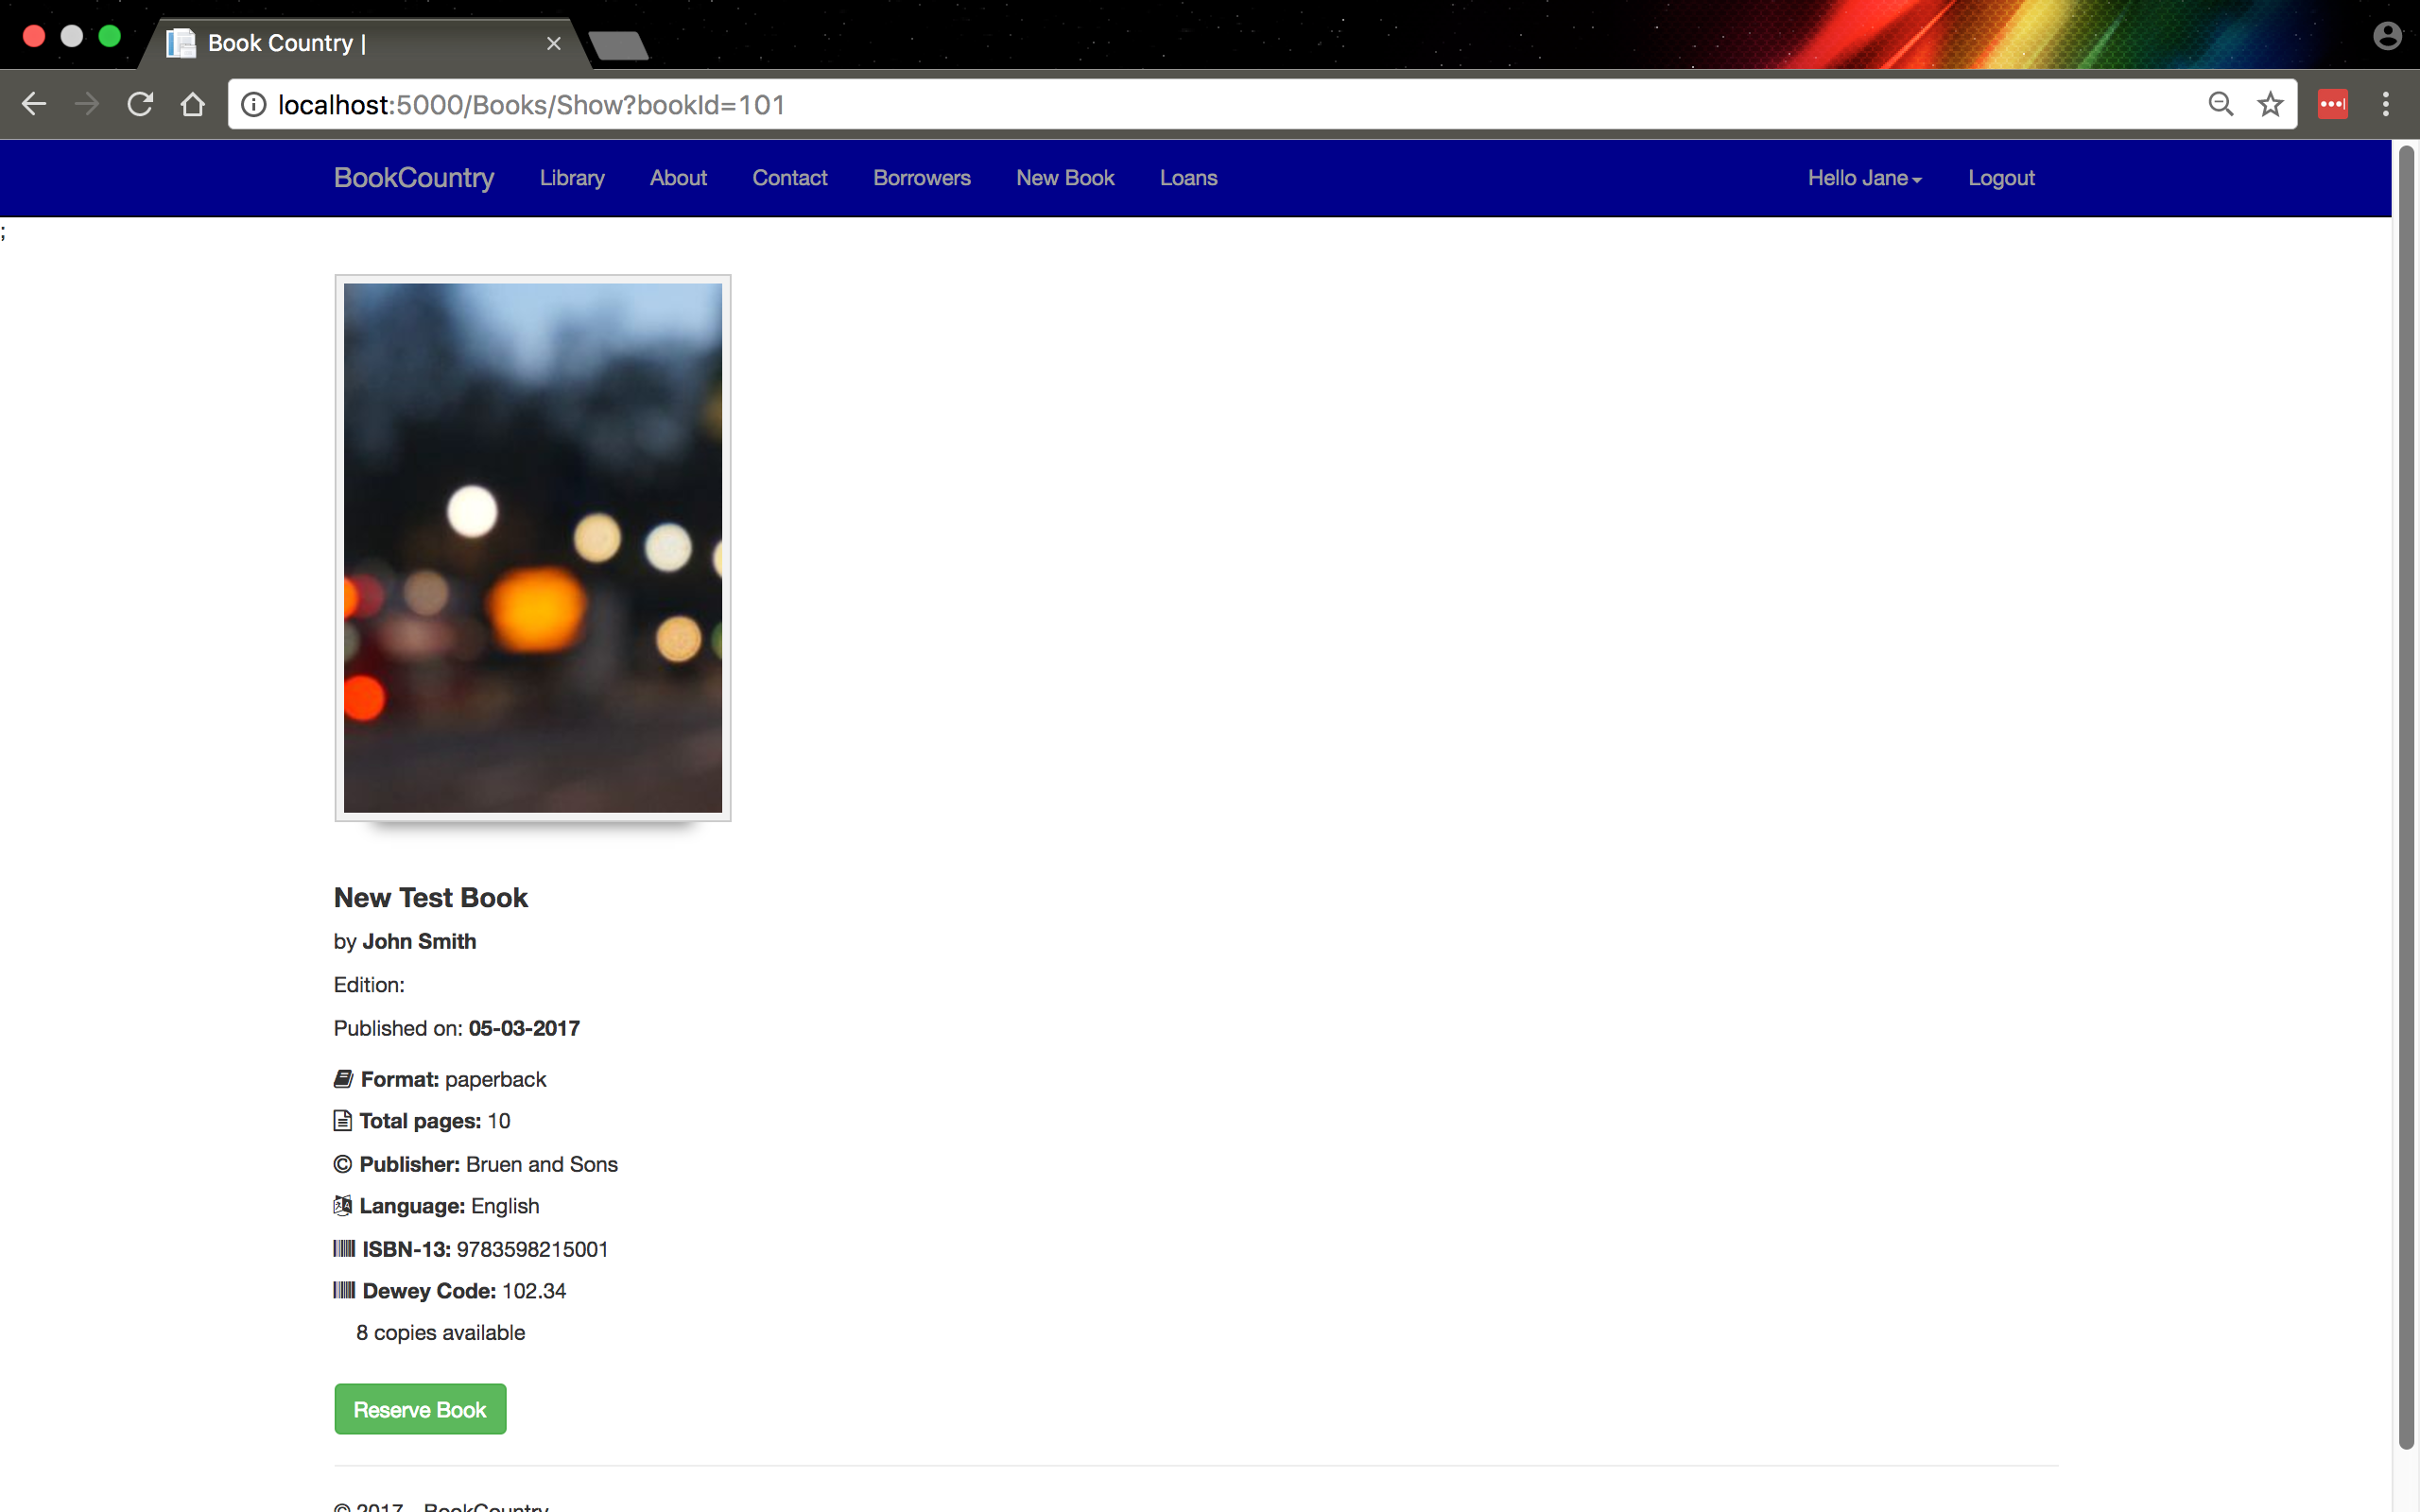 Book Country |
localhost:5000/Books/Show?bookId=101
BookCountry Library About Contact Borrowers New Book Loans Hello Jane Logout
;
New Test Book
by John Smith
Edition:
Published on: 05-03-2017
Format: paperback
Total pages: 10
© Publisher: Bruen and Sons
Language: English
ISBN-13: 9783598215001
Dewey Code: 102.34
8 copies available
Reserve Book
© 2017 - BookCountry